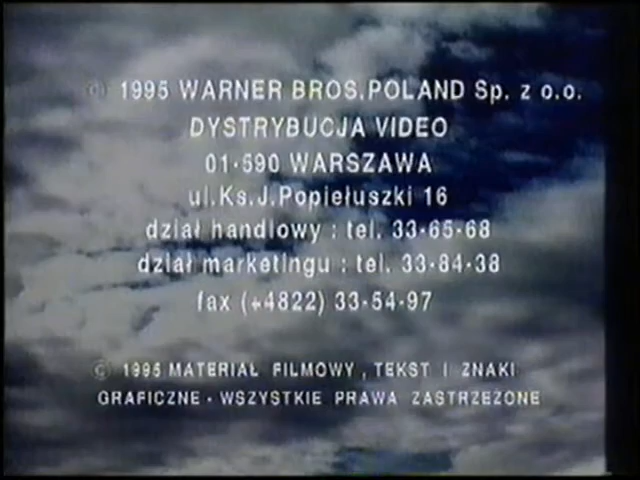 © 1995 WARNER BROS.POLAND Sp. z o.o.
DYSTRYBUCJA VIDEO
01-590 WARSZAWA
ul.Ks.J.Popiełuszki 16
dział handlowy : tel. 33-65-68
dział marketingu : tel. 33-84-38
fax (+4822) 33-54-97
© 1995 MATERIAŁ FILMOWY, TEKST I ZNAKI
GRAFICZNE - WSZYSTKIE PRAWA ZASTRZEŻONE